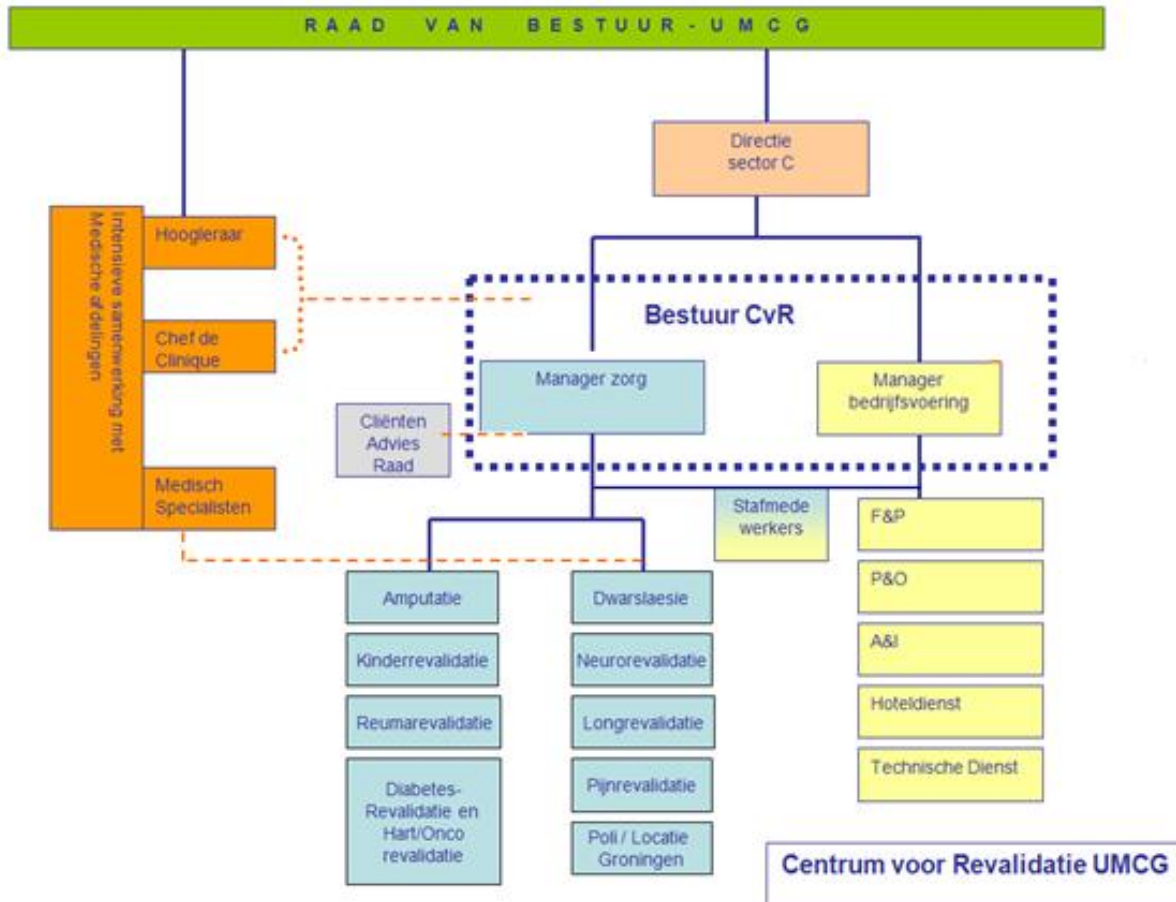 RAAD VAN BESTUUR-UMCG
Directie
sector C
Intensieve samenwerking met
Medische afdelingen
Hoogleraar
Chef de
Clinique
Medisch
Specialisten
Bestuur CvR
Manager zorg
Manager
bedrijfsvoering
Cliënten
Advies
Raad
Stafmede
werkers
Amputatie
Kinderrevalidatie
Reumarevalidatie
Diabetes-
Revalidatie en
Hart/Onco
revalidatie
Dwarslaesie
Neurorevalidatie
Longrevalidatie
Pijnrevalidatie
Poli / Locatie
Groningen
F&P
P&O
A&I
Hoteldienst
Technische Dienst
Centrum voor Revalidatie UMCG